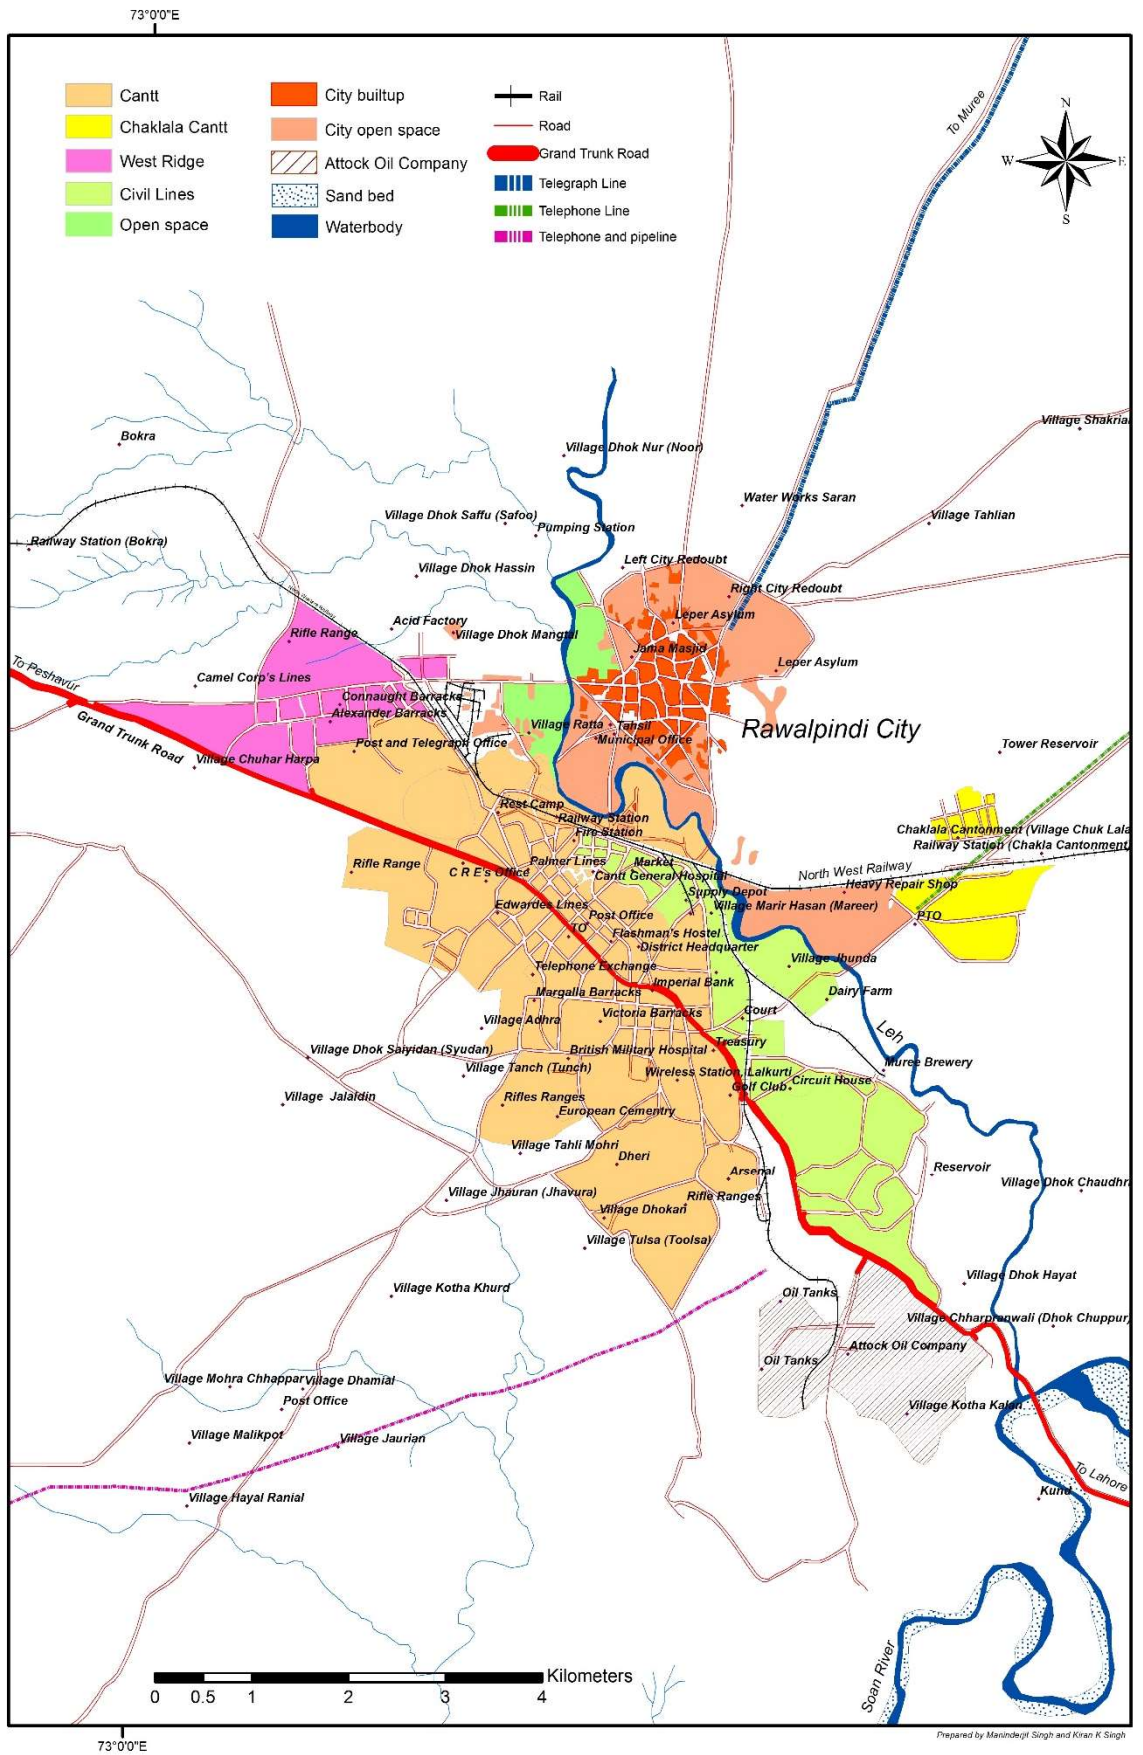 73°0'0"E
Cantt
Chaklala Cantt
West Ridge
Civil Lines
Open space
City builtup
City open space
Attock Oil Company
Sand bed
Waterbody
Rail
Road
Grand Trunk Road
Telegraph Line
Telephone Line
Telephone and pipeline
N
W
E
S
To Muree
Village Shakria
Bokra
Village Dhok Nur (Noor)
Water Works Saran
Village Dhok Saffu (Safoo)
Pumping Station
Village Tahlian
Railway Station (Bokra)
Left City Redoubt
Village Dhok Hassin
Right City Redoubt
Acid Factory
Leper Asylum
Rifle Range
Village Dhok Mangtal
Jama Masjid
Leper Asylum
To Peshavur
Camel Corp's Lines
Connaught Barracks
Alexander Barracks
Grand Trunk Road
Village Ratta
Tahsil
Municipal Office
Rawalpindi City
Post and Telegraph Office
Tower Reservoir
Village Chuhar Harpa
Rest Camp
Railway Station
Fire Station
Chaklala Cantonment (Village Chuk Lala
Railway Station (Chakla Cantonment)
Rifle Range
Palmer Lines
Market
C R E's Office
Cantt General Hospital
North West Railway
Supply Depot
Heavy Repair Shop
Edwardes Lines
Post Office
Village Marir Hasan (Mareer)
PTO
TO
Flashman's Hostel
District Headquarter
Telephone Exchange
Village Jhunda
Imperial Bank
Margalla Barracks
Dairy Farm
Village Adhra
Victoria Barracks
Court
Leh
Treasury
Village Dhok Saiyidan (Syudan)
British Military Hospital
Muree Brewery
Village Tanch (Tunch)
Wireless Station, Lalkurti
Golf Club
Circuit House
Village Jalaldin
Rifles Ranges
European Cementry
Village Tahli Mohri
Dheri
Arsenal
Reservoir
Village Dhok Chaudhri
Village Jhauran (Jhavura)
Rifle Ranges
Village Dhokan
Village Tulsa (Toolsa)
Village Kotha Khurd
Village Dhok Hayat
Oil Tanks
Village Chharpranwali (Dhok Chuppur)
Attock Oil Company
Oil Tanks
Village Mohra Chhappar
Village Dhamial
Post Office
Village Kotha Kalan
Village Malikpot
Village Jaurian
To Lahore
Village Hayal Ranial
Kund
Soan River
Kilometers
0 0.5 1 2 3 4
Prepared by Maninderjit Singh and Kiran K Singh
73°0'0"E